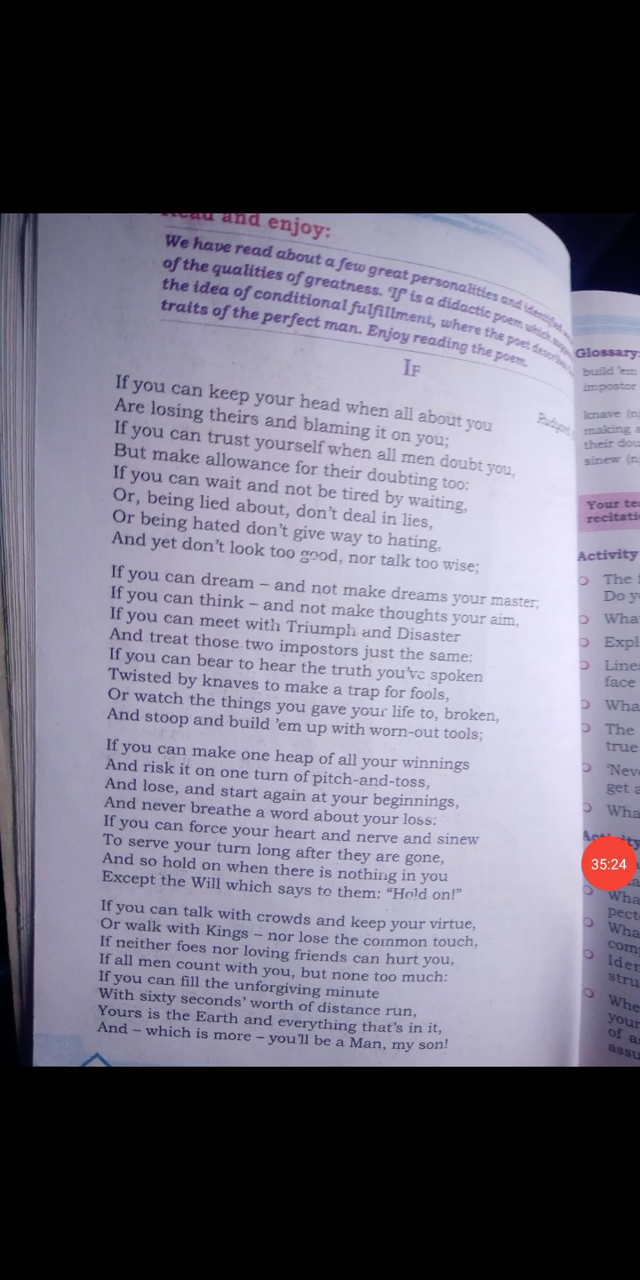 Read and enjoy:
We have read about a few great personalities and identified
of the qualities of greatness. 'If' is a didactic poem which
the idea of conditional fulfillment, where the poet describes
traits of the perfect man. Enjoy reading the poem.
IF
Rudyard
If you can keep your head when all about you
Are losing theirs and blaming it on you;
If you can trust yourself when all men doubt you,
But make allowance for their doubting too:
If you can wait and not be tired by waiting,
Or, being lied about, don't deal in lies,
Or being hated don't give way to hating,
And yet don't look too good, nor talk too wise;
If you can dream – and not make dreams your master;
If you can think – and not make thoughts your aim,
If you can meet with Triumph and Disaster
And treat those two impostors just the same:
If you can bear to hear the truth you've spoken
Twisted by knaves to make a trap for fools,
Or watch the things you gave your life to, broken,
And stoop and build 'em up with worn-out tools;
If you can make one heap of all your winnings
And risk it on one turn of pitch-and-toss,
And lose, and start again at your beginnings,
And never breathe a word about your loss:
If you can force your heart and nerve and sinew
To serve your turn long after they are gone,
And so hold on when there is nothing in you
Except the Will which says to them: "Hold on!"
If you can talk with crowds and keep your virtue,
Or walk with Kings – nor lose the common touch,
If neither foes nor loving friends can hurt you,
If all men count with you, but none too much:
If you can fill the unforgiving minute
With sixty seconds' worth of distance run,
Yours is the Earth and everything that's in it,
And – which is more – you'll be a Man, my son!
Glossary
build 'em
impostor
knave (n
making a
their dou
sinew (n
Your te
recitati
Activity
The
Do y
Wha
Expl
Line
face
Wha
The
true
'Neve
get a
Wha
Activity
35:24
Wha
pect
Wha
com
Iden
stru
Whe
your
of a
assu